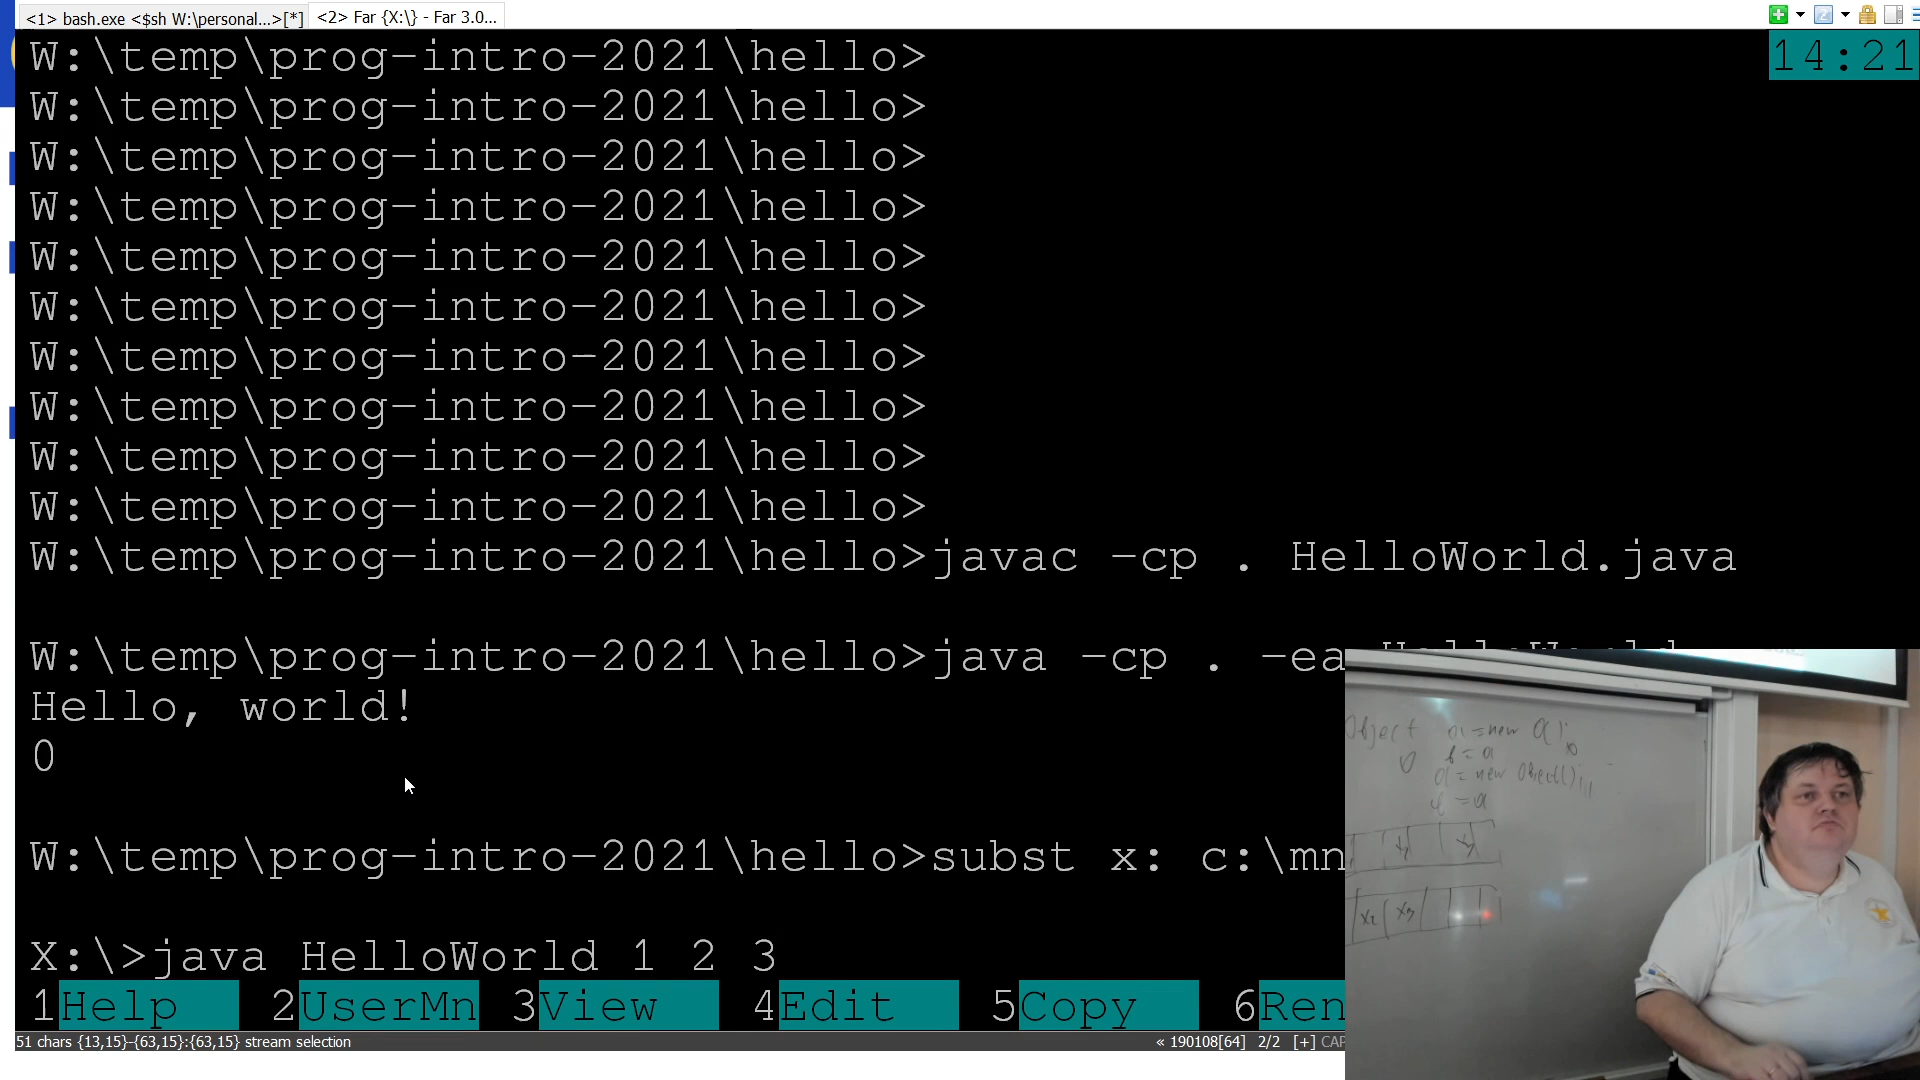 <1> bash.exe <$sh W:\personal...>[*] <2> Far {X:\} - Far 3.0...
W:\temp\prog-intro-2021\hello> 14:21
W:\temp\prog-intro-2021\hello>
W:\temp\prog-intro-2021\hello>
W:\temp\prog-intro-2021\hello>
W:\temp\prog-intro-2021\hello>
W:\temp\prog-intro-2021\hello>
W:\temp\prog-intro-2021\hello>
W:\temp\prog-intro-2021\hello>
W:\temp\prog-intro-2021\hello>
W:\temp\prog-intro-2021\hello>
W:\temp\prog-intro-2021\hello>javac -cp . HelloWorld.java
W:\temp\prog-intro-2021\hello>java -cp . -ea HelloWorld
Hello, world!
0
W:\temp\prog-intro-2021\hello>subst x: c:\mn
X:\>java HelloWorld 1 2 3
1Help 2UserMn 3View 4Edit 5Copy 6Ren
51 chars {13,15}-{63,15}:{63,15} stream selection « 190108[64] 2/2 [+] CAP
Object a = new
b = a
a = new Object()
= a